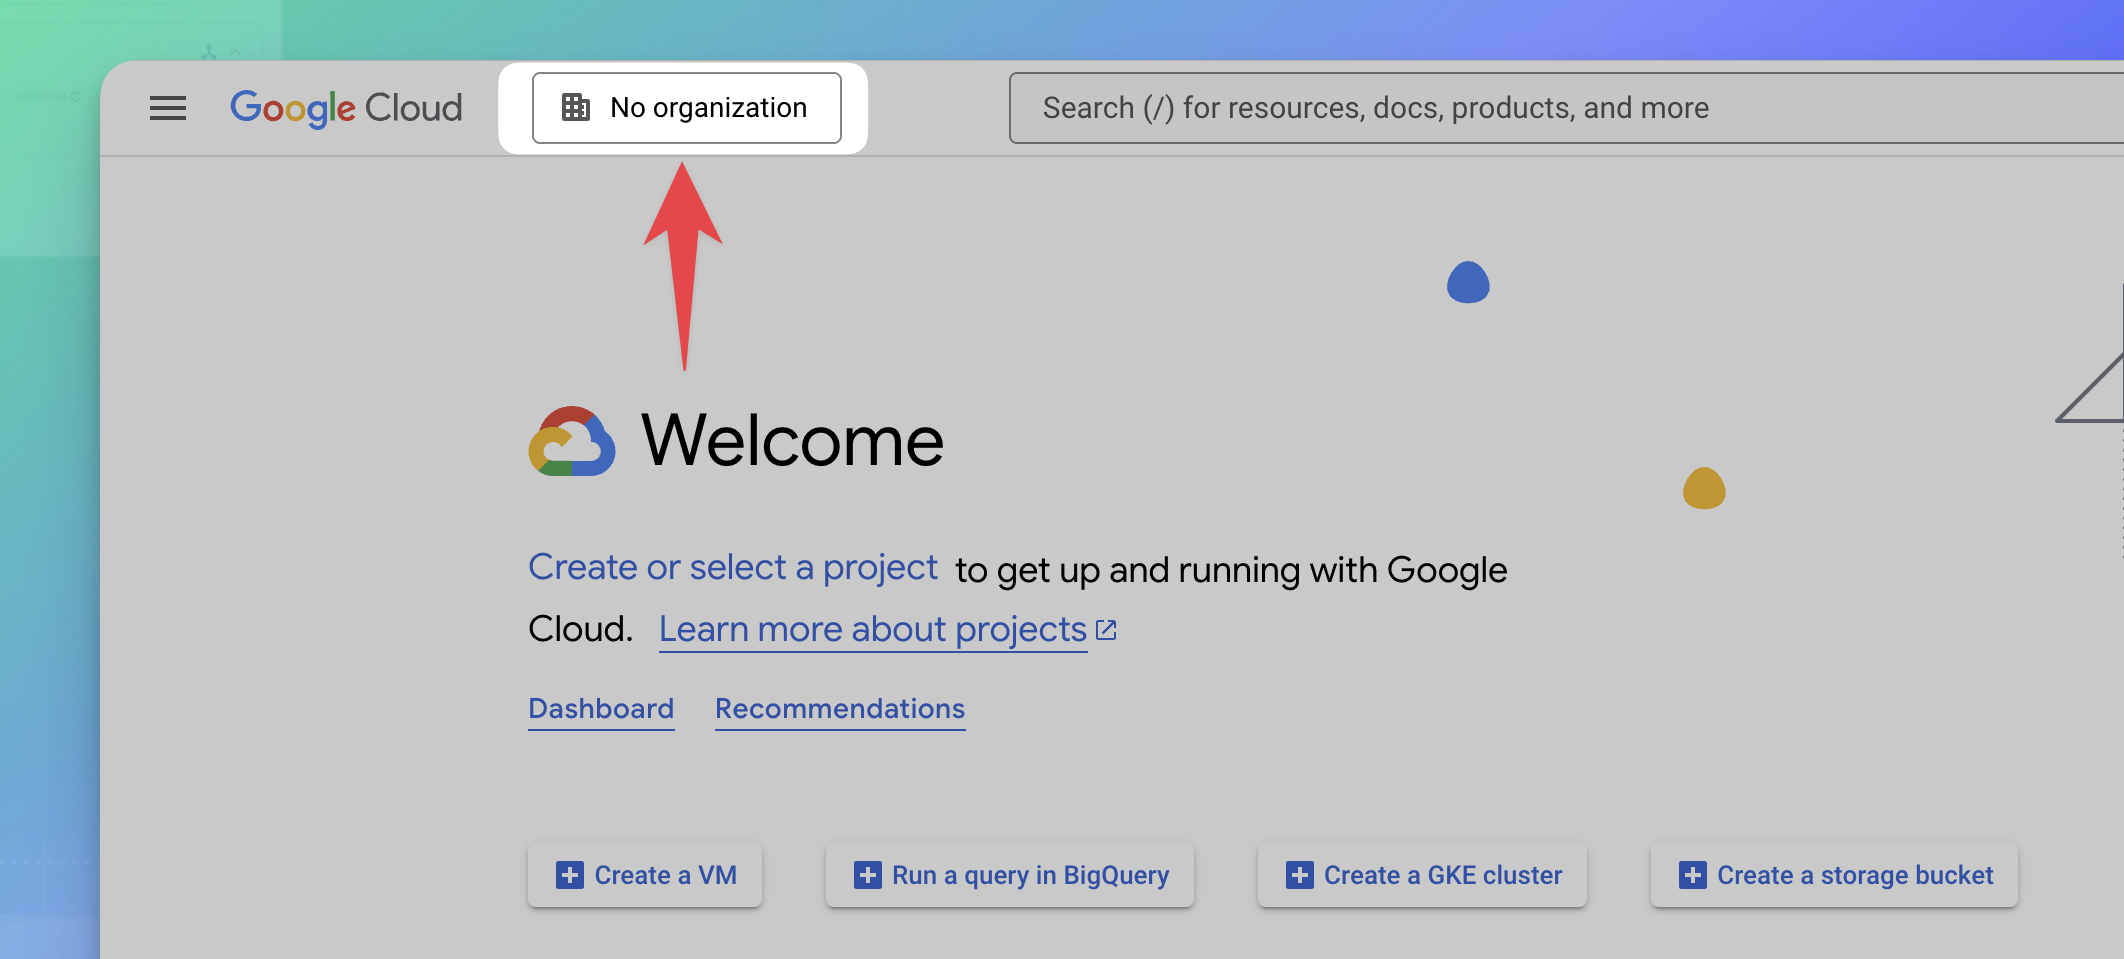 Google Cloud
No organization
Search (/) for resources, docs, products, and more
Welcome
Create or select a project to get up and running with Google
Cloud. Learn more about projects
Dashboard Recommendations
Create a VM
Run a query in BigQuery
Create a GKE cluster
Create a storage bucket